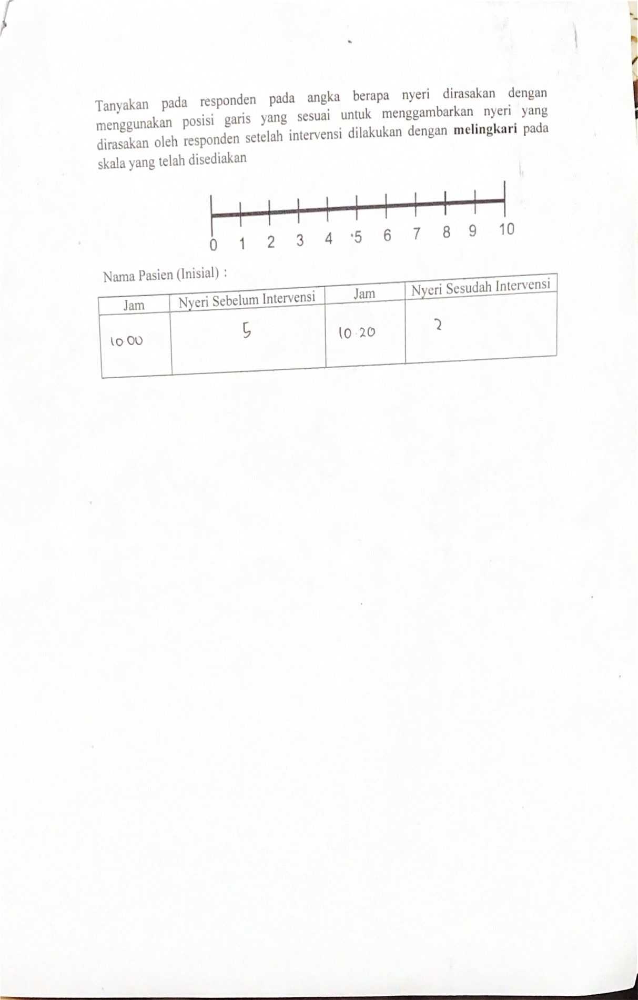 Tanyakan pada responden pada angka berapa nyeri dirasakan dengan
menggunakan posisi garis yang sesuai untuk menggambarkan nyeri yang
dirasakan oleh responden setelah intervensi dilakukan dengan melingkari pada
skala yang telah disediakan
0 1 2 3 4 5 6 7 8 9 10
Nama Pasien (Inisial) :
Jam Nyeri Sebelum Intervensi Jam Nyeri Sesudah Intervensi
10.00 5 10.20 2